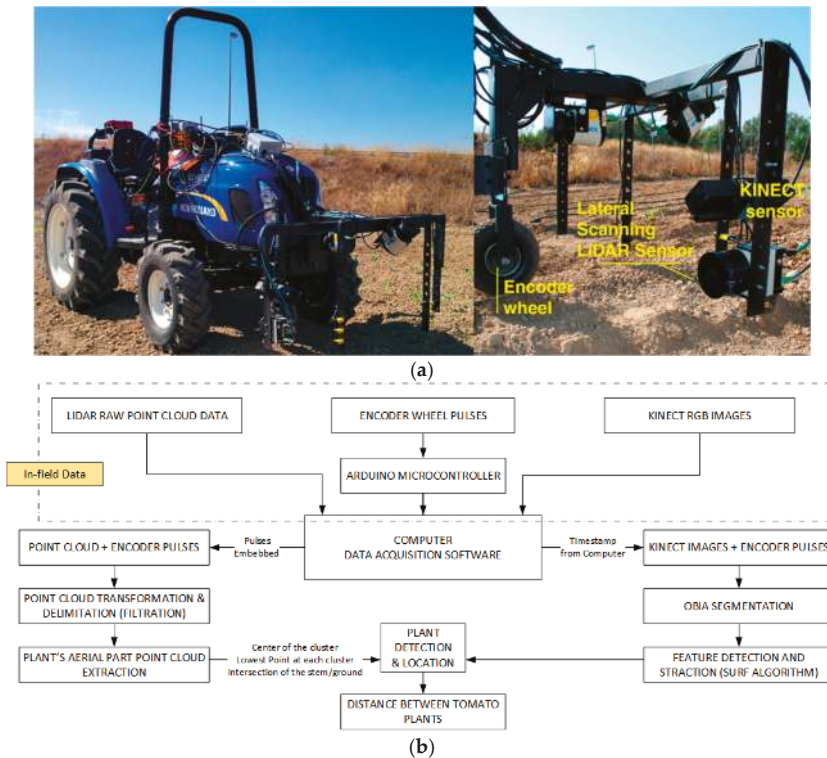 KINECT
sensor
Lateral
Scanning
LiDAR Sensor
Encoder
wheel
(a)
LIDAR RAW POINT CLOUD DATA
ENCODER WHEEL PULSES
KINECT RGB IMAGES
In-field Data
ARDUINO MICROCONTROLLER
COMPUTER
DATA ACQUISITION SOFTWARE
POINT CLOUD + ENCODER PULSES
Pulses
Embebbed
Timestamp
from Computer
KINECT IMAGES + ENCODER PULSES
POINT CLOUD TRANSFORMATION &
DELIMITATION (FILTRATION)
OBIA SEGMENTATION
PLANT'S AERIAL PART POINT CLOUD
EXTRACTION
Center of the cluster
Lowest Point at each cluster
Intersection of the stem/ground
PLANT
DETECTION
& LOCATION
FEATURE DETECTION AND
STRACTION (SURF ALGORITHM)
DISTANCE BETWEEN TOMATO
PLANTS
(b)